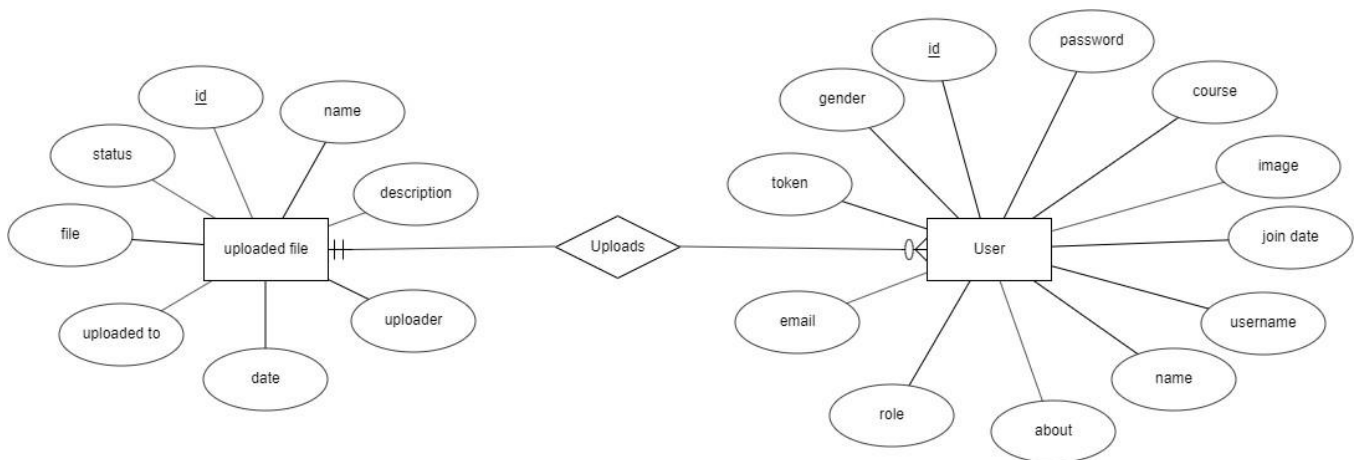 id
name
status
description
file
uploaded file
uploaded to
uploader
date
Uploads
id
password
gender
course
token
image
User
join date
email
username
role
name
about